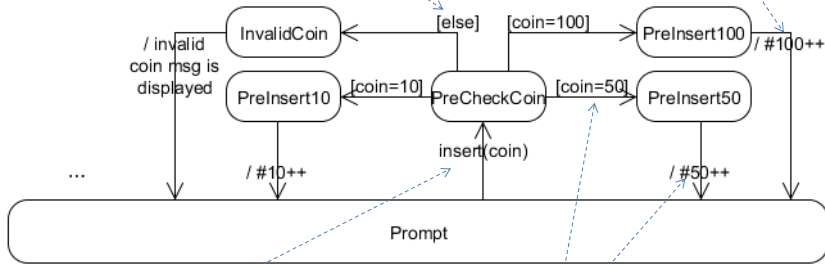 [else]
[coin=100]
InvalidCoin
PreInsert100
/ invalid
coin msg is
displayed
/ #100++
PreInsert10
[coin=10]
PreCheckCoin
[coin=50]
PreInsert50
insert(coin)
...
/ #10++
/ #50++
Prompt